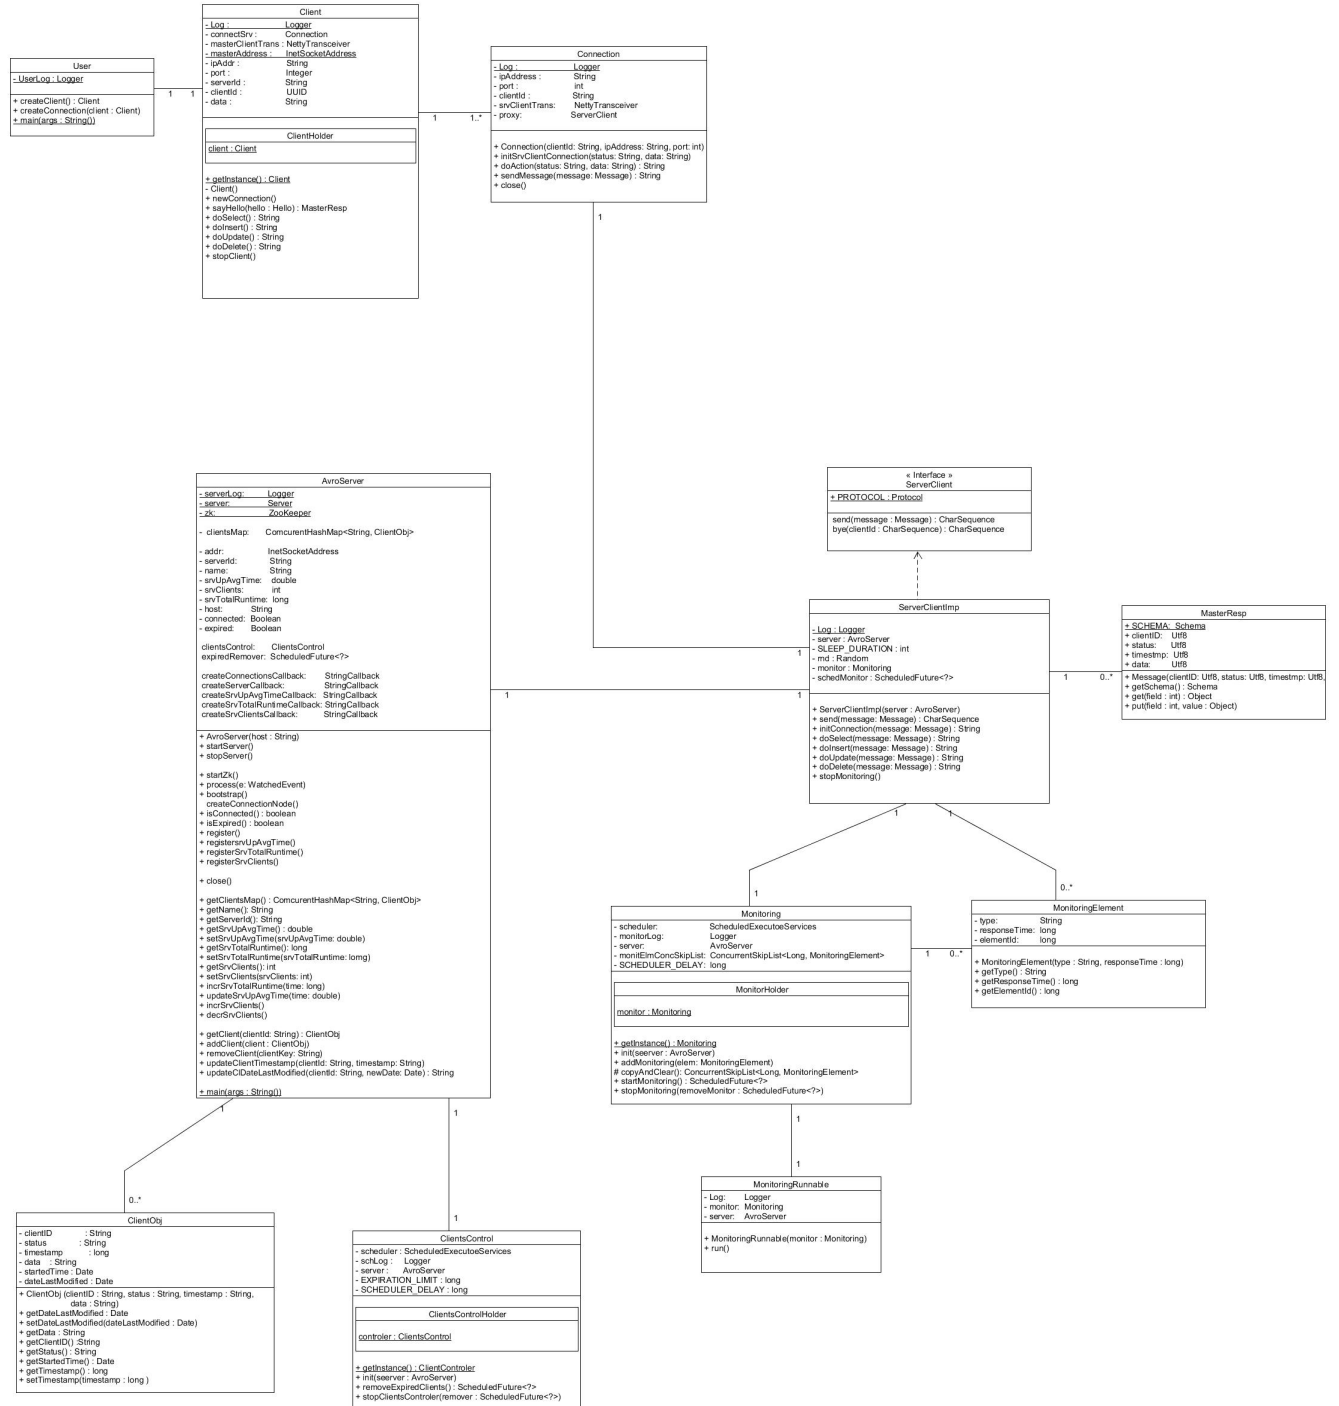 Client
- Log : Logger
- connectSrv : Connection
- masterClientTrans : NettyTransceiver
- masterAddress : InetSocketAddress
- ipAddr : String
- port : Integer
- serverId : String
- clientId : UUID
- data : String
ClientHolder
client : Client
+ getInstance() : Client
- Client()
+ newConnection()
+ sayHello(hello : Hello) : MasterResp
+ doSelect() : String
+ doInsert() : String
+ doUpdate() : String
+ doDelete() : String
+ stopClient()
User
- UserLog : Logger
+ createClient() : Client
+ createConnection(client : Client)
+ main(args : String())
1 1
Connection
- Log : Logger
- ipAddress : String
- port : int
- clientId : String
- srvClientTrans: NettyTransceiver
- proxy: ServerClient
+ Connection(clientId: String, ipAddress: String, port: int)
+ initSrvClientConnection(status: String, data: String)
+ doAction(status: String, data: String) : String
+ sendMessage(message: Message) : String
+ close()
1 1..*
1
AvroServer
- serverLog: Logger
- server: Server
- zk: ZooKeeper
- clientsMap: ComcurentHashMap<String, ClientObj>
- addr: InetSocketAddress
- serverId: String
- name: String
- srvUpAvgTime: double
- srvClients: int
- srvTotalRuntime: long
- host: String
- connected: Boolean
- expired: Boolean
clientsControl: ClientsControl
expiredRemover: ScheduledFuture<?>
createConnectionsCallback: StringCallback
createServerCallback: StringCallback
createSrvUpAvgTimeCallback: StringCallback
createSrvTotalRuntimeCallback: StringCallback
createSrvClientsCallback: StringCallback
+ AvroServer(host : String)
+ startServer()
+ stopServer()
+ startZk()
+ process(e: WatchedEvent)
+ bootstrap()
createConnectionNode()
+ isConnected() : boolean
+ isExpired() : boolean
+ register()
+ registersrvUpAvgTime()
+ registerSrvTotalRuntime()
+ registerSrvClients()
+ close()
+ getClientsMap() : ComcurentHashMap<String, ClientObj>
+ getName(): String
+ getServerId(): String
+ getSrvUpAvgTime() : double
+ setSrvUpAvgTime(srvUpAvgTime: double)
+ getSrvTotalRuntime(): long
+ setSrvTotalRuntime(srvTotalRuntime: lomg)
+ getSrvClients(): int
+ setSrvClients(srvClients: int)
+ incrSrvTotalRuntime(time: long)
+ updateSrvUpAvgTime(time: double)
+ incrSrvClients()
+ decrSrvClients()
+ getClient(clientId: String) : ClientObj
+ addClient(client : ClientObj)
+ removeClient(clientKey: String)
+ updateClientTimestamp(clientId: String, timestamp: String)
+ updateClDateLastModified(clientId: String, newDate: Date) : String
+ main(args : String())
« Interface »
ServerClient
+ PROTOCOL : Protocol
send(message : Message) : CharSequence
bye(clientId : CharSequence) : CharSequence
ServerClientImp
- Log : Logger
- server : AvroServer
- SLEEP_DURATION : int
- rnd : Random
- monitor : Monitoring
- schedMonitor : ScheduledFuture<?>
+ ServerClientImpl(server : AvroServer)
+ send(message: Message) : CharSequence
+ initConnection(message: Message) : String
+ doSelect(message: Message) : String
+ doInsert(message: Message) : String
+ doUpdate(message: Message) : String
+ doDelete(message: Message) : String
+ stopMonitoring()
1
1 1
1 0..*
MasterResp
+ SCHEMA: Schema
+ clientID: Utf8
+ status: Utf8
+ timestmp: Utf8
+ data: Utf8
+ Message(clientID: Utf8, status: Utf8, timestmp: Utf8,
+ getSchema() : Schema
+ get(field : int) : Object
+ put(field : int, value : Object)
1 1
1 0..*
Monitoring
- scheduler: ScheduledExecutoeServices
- monitorLog: Logger
- server: AvroServer
- monitElmConcSkipList: ConcurrentSkipList<Long, MonitoringElement>
- SCHEDULER_DELAY: long
MonitorHolder
monitor : Monitoring
+ getInstance() : Monitoring
+ init(seerver : AvroServer)
+ addMonitoring(elem: MonitoringElement)
# copyAndClear(): ConcurrentSkipList<Long, MonitoringElement>
+ startMonitoring() : ScheduledFuture<?>
+ stopMonitoring(removeMonitor : ScheduledFuture<?>)
1 0..*
MonitoringElement
- type: String
- responseTime: long
- elementId: long
+ MonitoringElement(type : String, responseTime : long)
+ getType() : String
+ getResponseTime() : long
+ getElementId() : long
1
1
MonitoringRunnable
- Log: Logger
- monitor: Monitoring
- server: AvroServer
+ MonitoringRunnable(monitor : Monitoring)
+ run()
1
0..*
ClientObj
- clientID : String
- status : String
- timestamp : long
- data : String
- startedTime : Date
- dateLastModified : Date
+ ClientObj (clientID : String, status : String, timestamp : String,
data : String)
+ getDateLastModified : Date
+ setDateLastModified(dateLastModified : Date)
+ getData : String
+ getClientID() :String
+ getStatus() : String
+ getStartedTime() : Date
+ getTimestamp() : long
+ setTimestamp(timestamp : long )
1
1
ClientsControl
- scheduler : ScheduledExecutoeServices
- schLog : Logger
- server : AvroServer
- EXPIRATION_LIMIT : long
- SCHEDULER_DELAY : long
ClientsControlHolder
controler : ClientsControl
+ getInstance() : ClientControler
+ init(seerver : AvroServer)
+ removeExpiredClients() : ScheduledFuture<?>
+ stopClientsControler(remover : ScheduledFuture<?>)